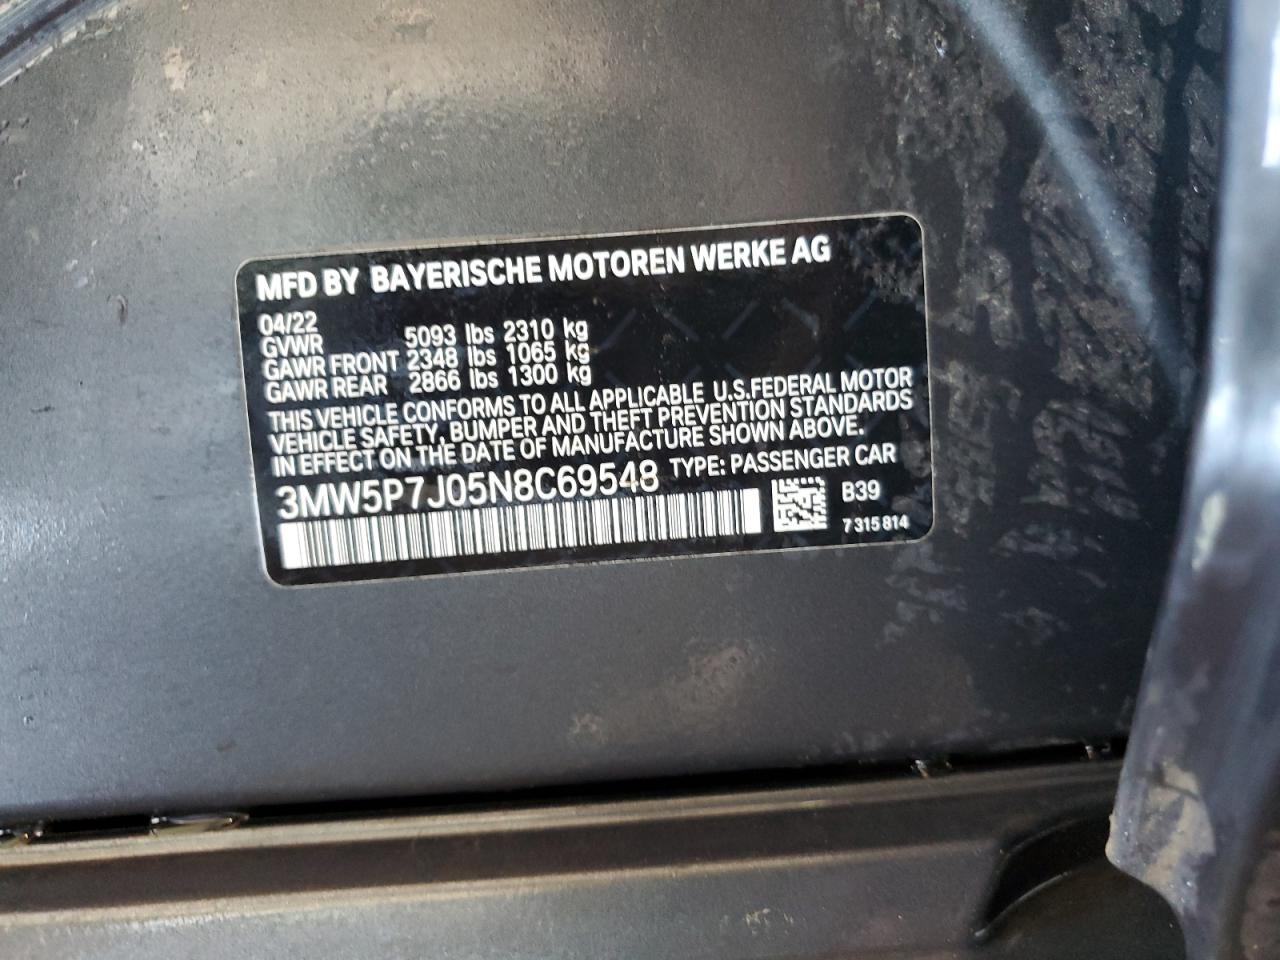 MFD BY BAYERISCHE MOTOREN WERKE AG
04/22
GVWR 5093 lbs 2310 kg
GAWR FRONT 2348 lbs 1065 kg
GAWR REAR 2866 lbs 1300 kg
THIS VEHICLE CONFORMS TO ALL APPLICABLE U.S.FEDERAL MOTOR
VEHICLE SAFETY, BUMPER AND THEFT PREVENTION STANDARDS
IN EFFECT ON THE DATE OF MANUFACTURE SHOWN ABOVE.
3MW5P7J05N8C69548 TYPE: PASSENGER CAR
B39
7 315 814